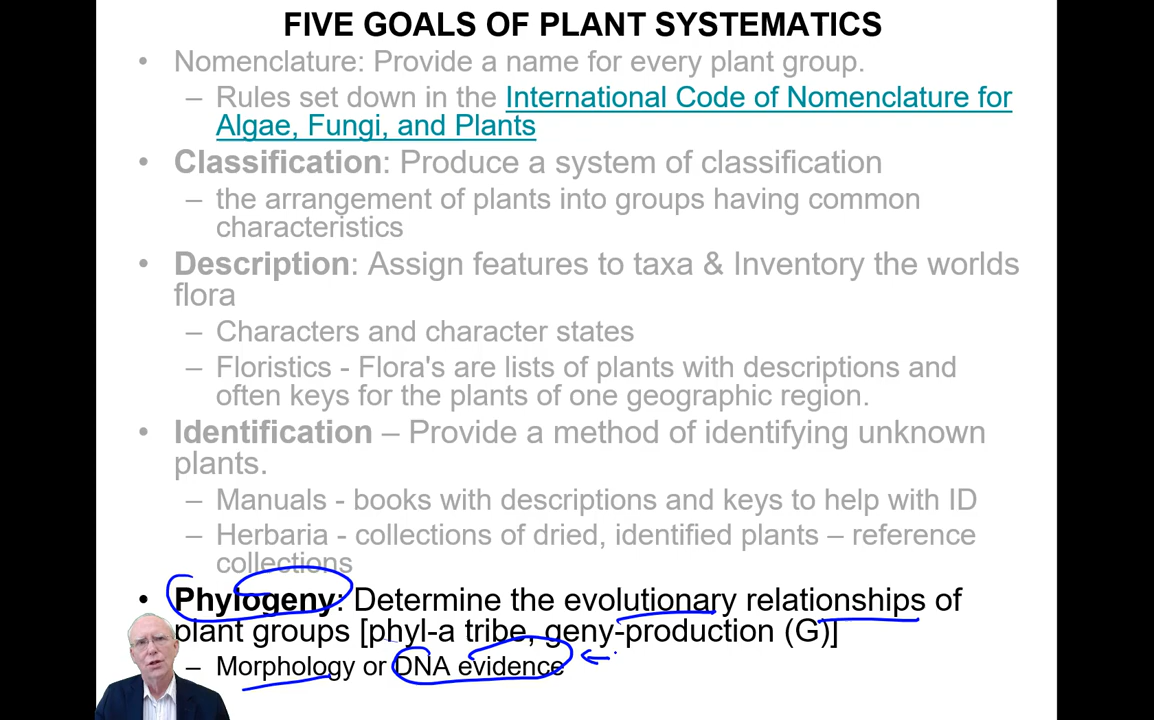 FIVE GOALS OF PLANT SYSTEMATICS
• Nomenclature: Provide a name for every plant group.
– Rules set down in the International Code of Nomenclature for
Algae, Fungi, and Plants
• Classification: Produce a system of classification
– the arrangement of plants into groups having common
characteristics
• Description: Assign features to taxa & Inventory the worlds
flora
– Characters and character states
– Floristics - Flora's are lists of plants with descriptions and
often keys for the plants of one geographic region.
• Identification – Provide a method of identifying unknown
plants.
– Manuals - books with descriptions and keys to help with ID
– Herbaria - collections of dried, identified plants – reference
collections
• Phylogeny: Determine the evolutionary relationships of
plant groups [phyl-a tribe, geny-production (G)]
– Morphology or DNA evidence